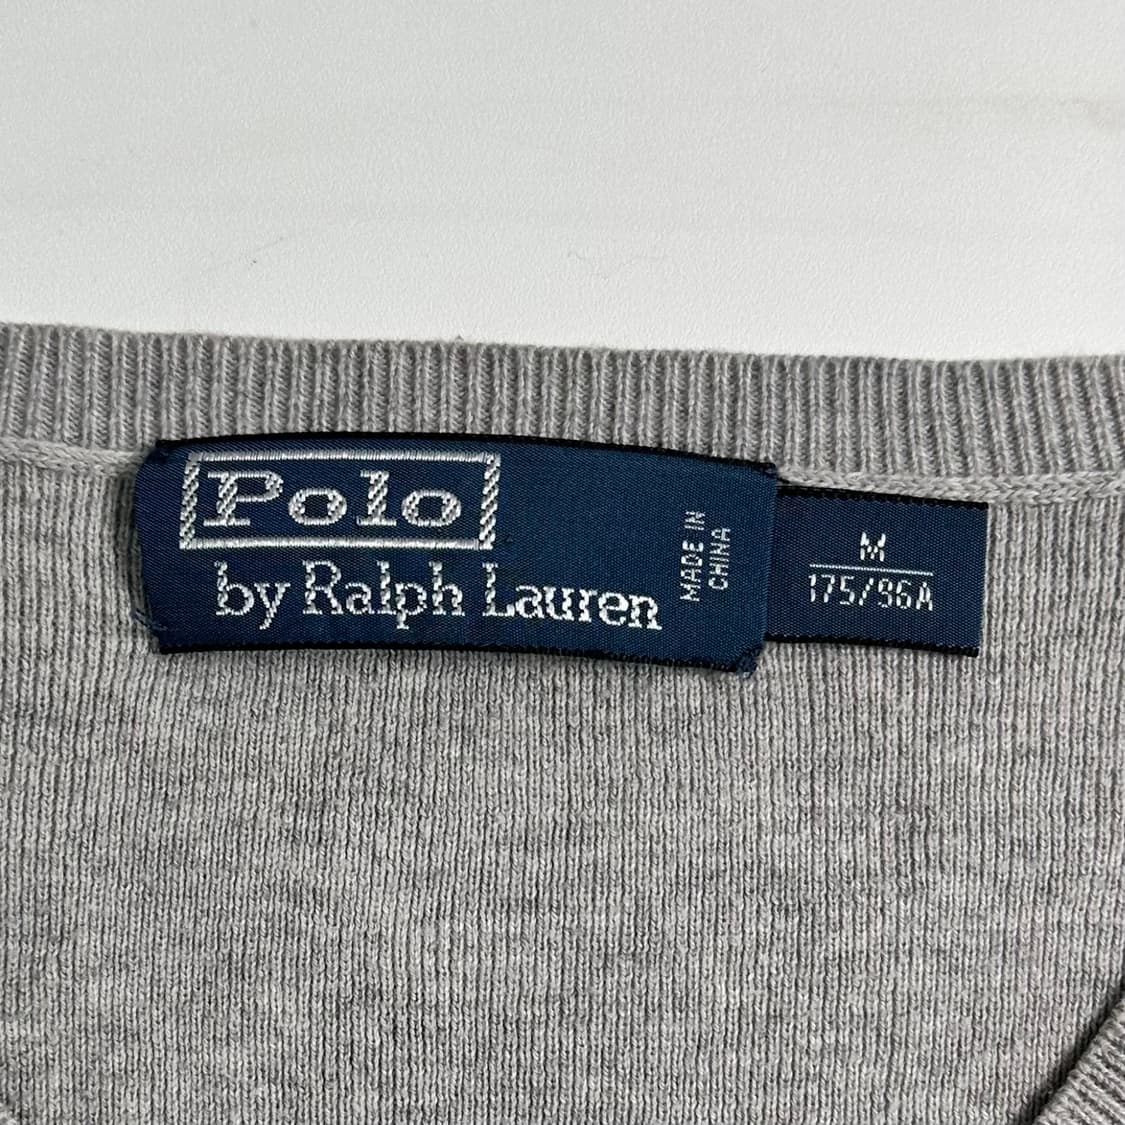 Polo
by Ralph Lauren
MADE IN
CHINA
M
175/96A